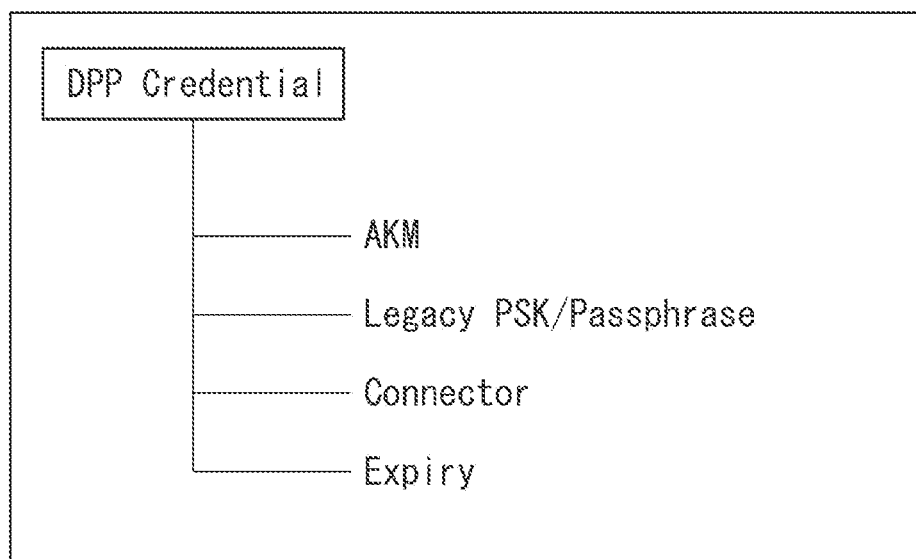 DPP Credential
AKM
Legacy PSK/Passphrase
Connector
Expiry